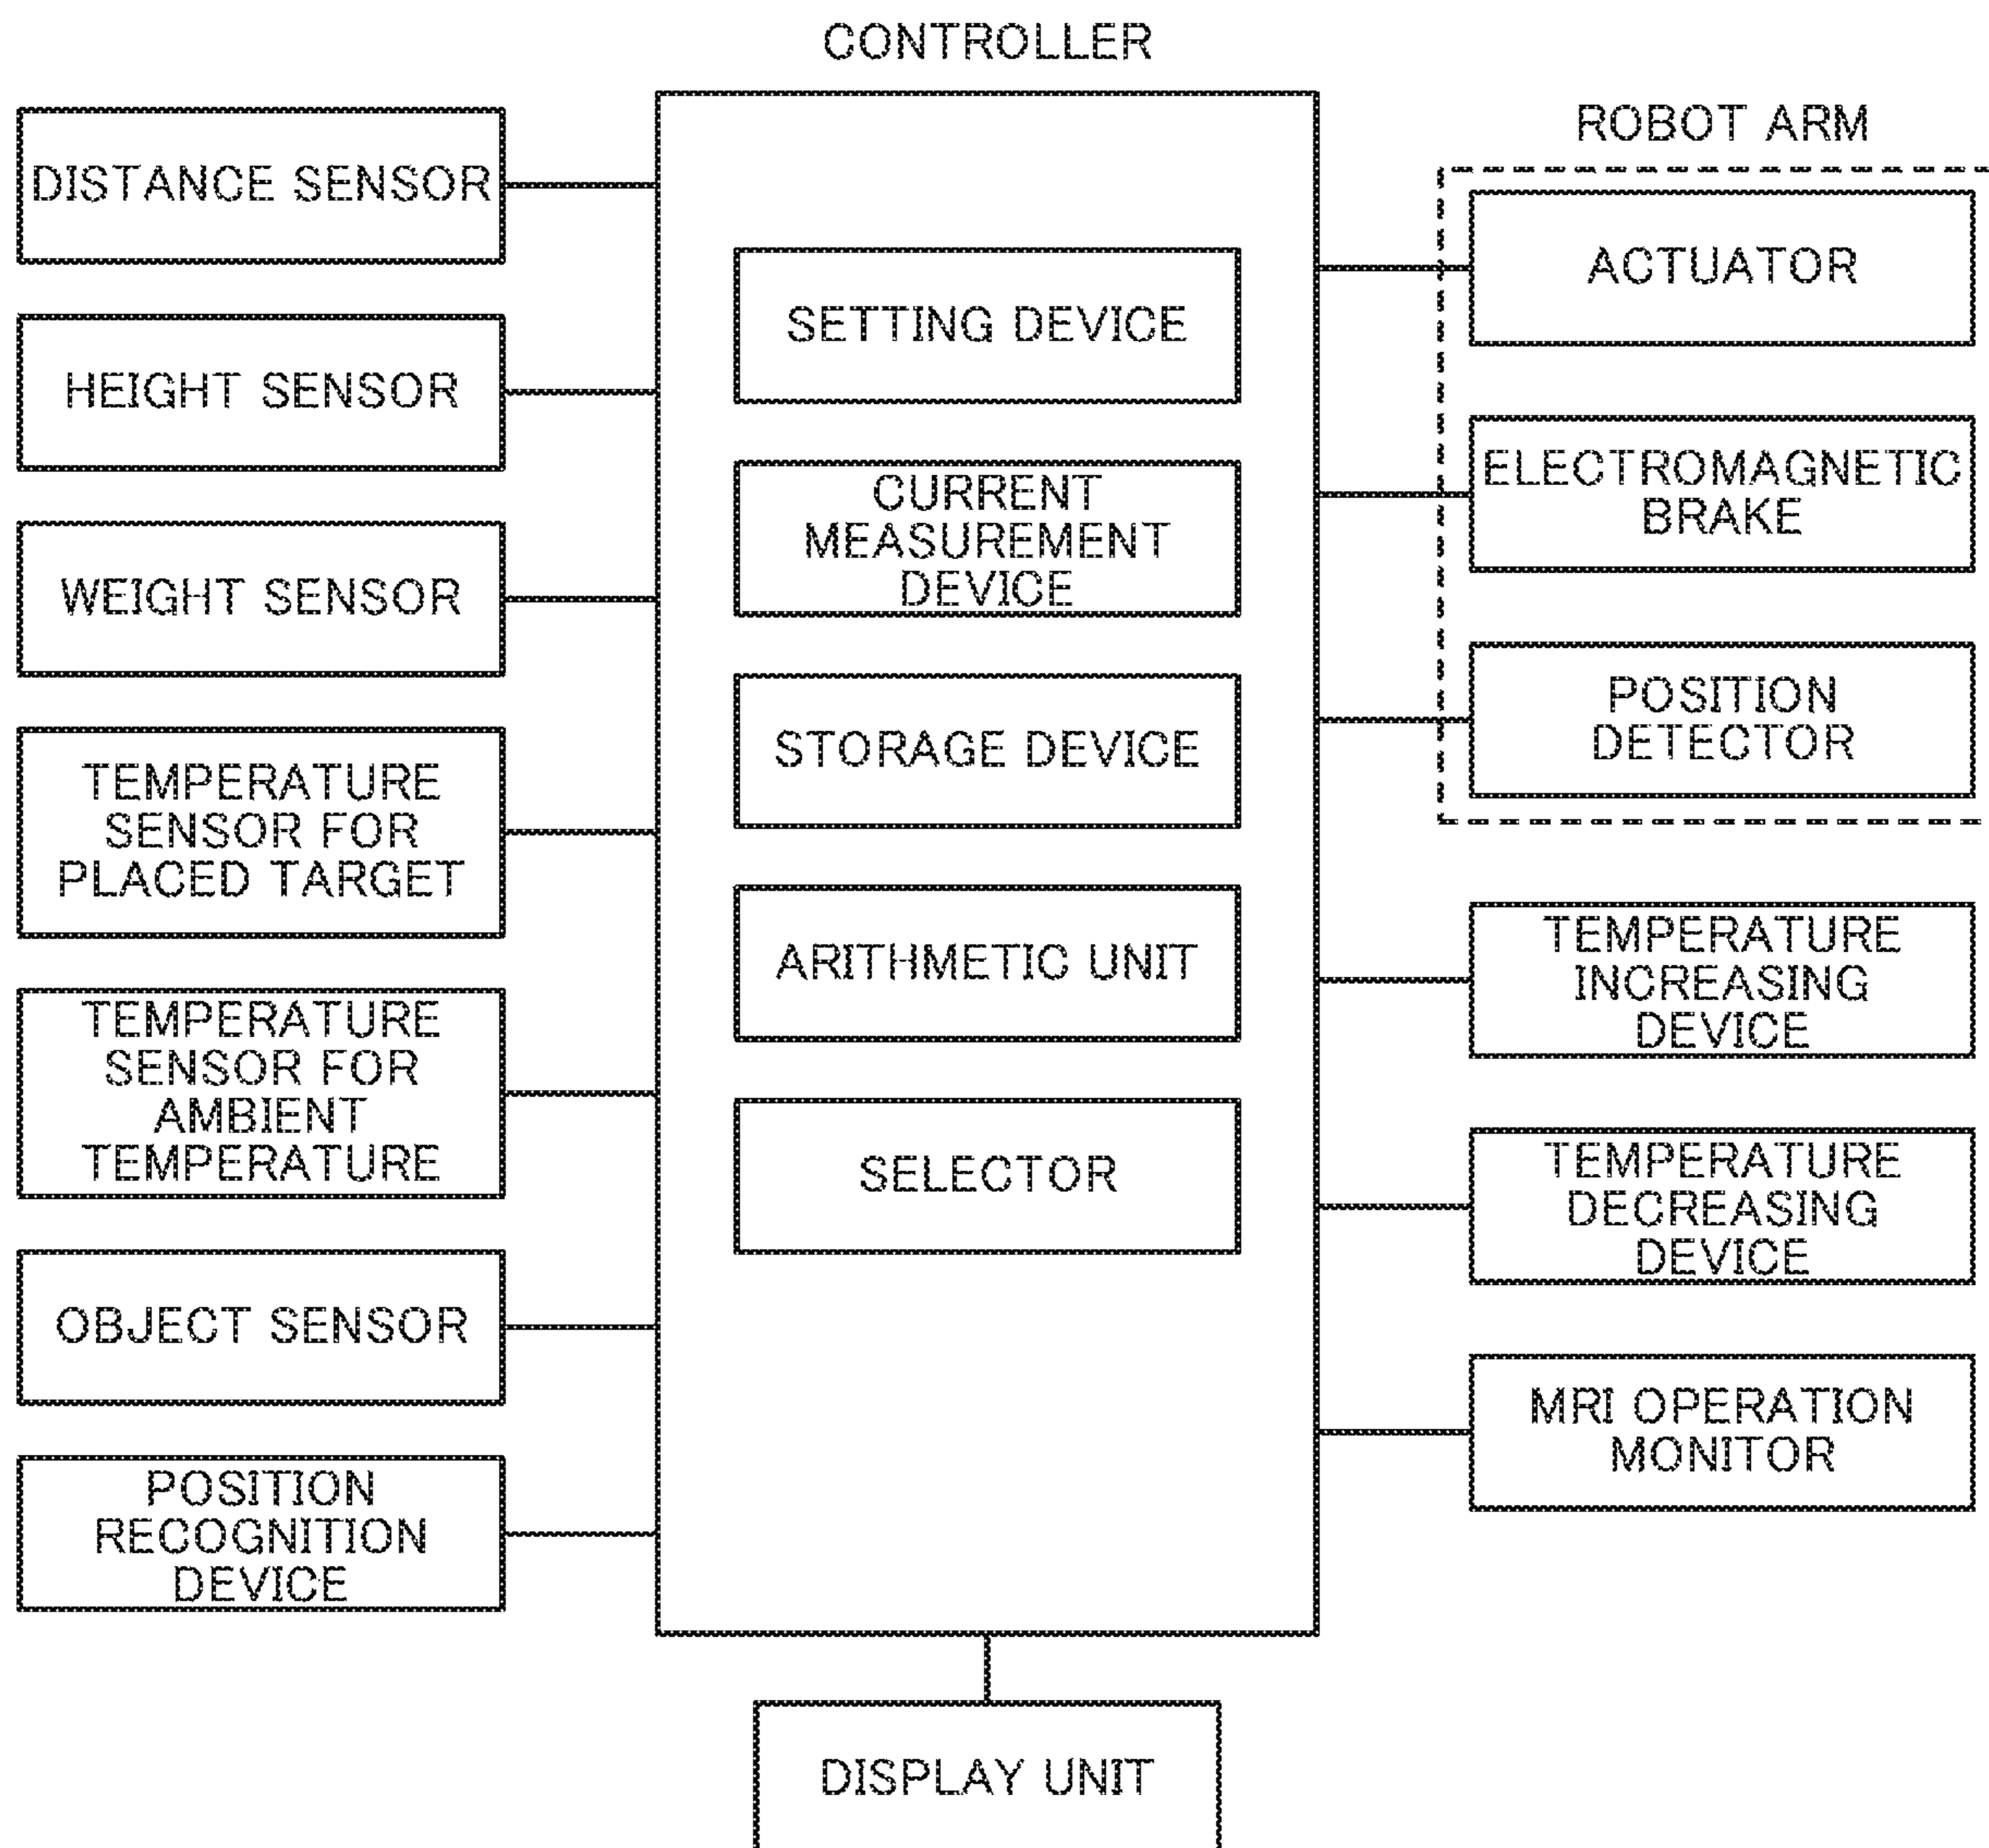 CONTROLLER
DISTANCE SENSOR
HEIGHT SENSOR
WEIGHT SENSOR
TEMPERATURE
SENSOR FOR
PLACED TARGET
TEMPERATURE
SENSOR FOR
AMBIENT
TEMPERATURE
OBJECT SENSOR
POSITION
RECOGNITION
DEVICE
SETTING DEVICE
CURRENT
MEASUREMENT
DEVICE
STORAGE DEVICE
ARITHMETIC UNIT
SELECTOR
ROBOT ARM
ACTUATOR
ELECTROMAGNETIC
BRAKE
POSITION
DETECTOR
TEMPERATURE
INCREASING
DEVICE
TEMPERATURE
DECREASING
DEVICE
MRI OPERATION
MONITOR
DISPLAY UNIT